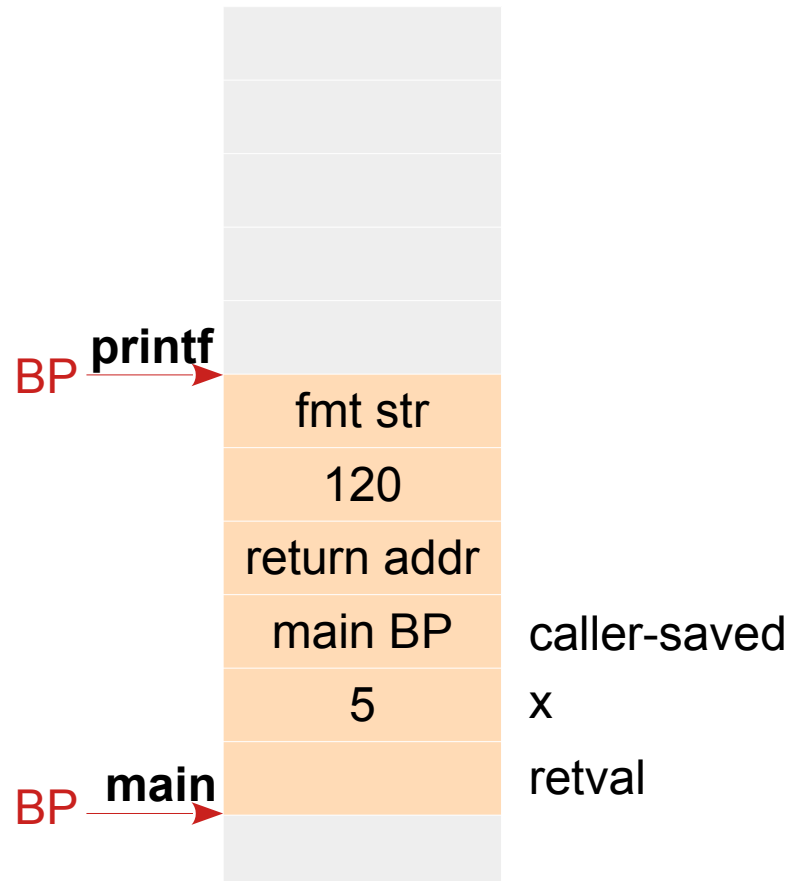 printf
BP
fmt str
120
return addr
main BP caller-saved
5 x
retval
main
BP